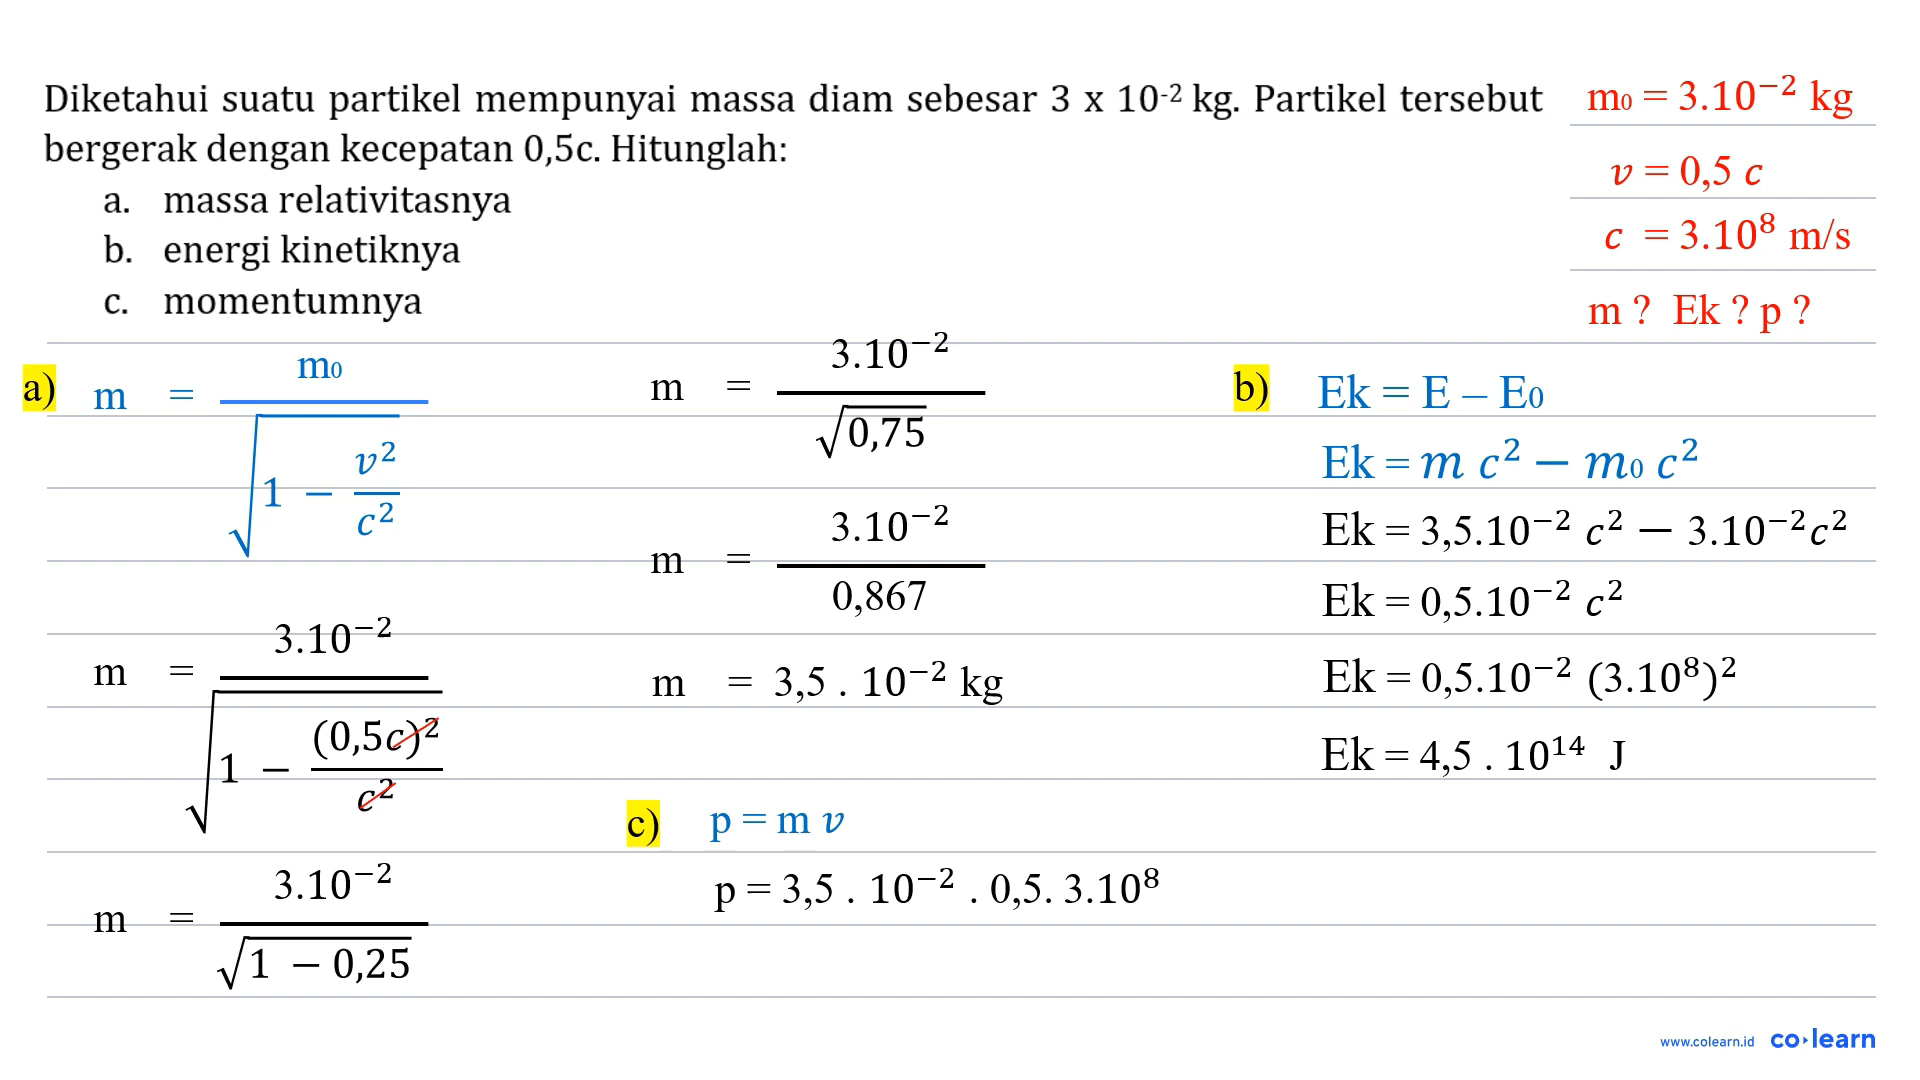 Diketahui suatu partikel mempunyai massa diam sebesar 3 x 10⁻² kg. Partikel tersebut
bergerak dengan kecepatan 0,5c. Hitunglah:
a. massa relativitasnya
b. energi kinetiknya
c. momentumnya
m₀ = 3.10⁻² kg
v = 0,5 c
c = 3.10⁸ m/s
m ? Ek ? p ?
a) m = m₀ / √(1 − v²/c²)
m = 3.10⁻² / √(1 − (0,5c)²/c²)
m = 3.10⁻² / √(1 − 0,25)
m = 3.10⁻² / √0,75
m = 3.10⁻² / 0,867
m = 3,5 . 10⁻² kg
b) Ek = E – E₀
Ek = m c² − m₀ c²
Ek = 3,5.10⁻² c² − 3.10⁻²c²
Ek = 0,5.10⁻² c²
Ek = 0,5.10⁻² (3.10⁸)²
Ek = 4,5 . 10¹⁴ J
c) p = m v
p = 3,5 . 10⁻² . 0,5. 3.10⁸
www.colearn.id co▸learn